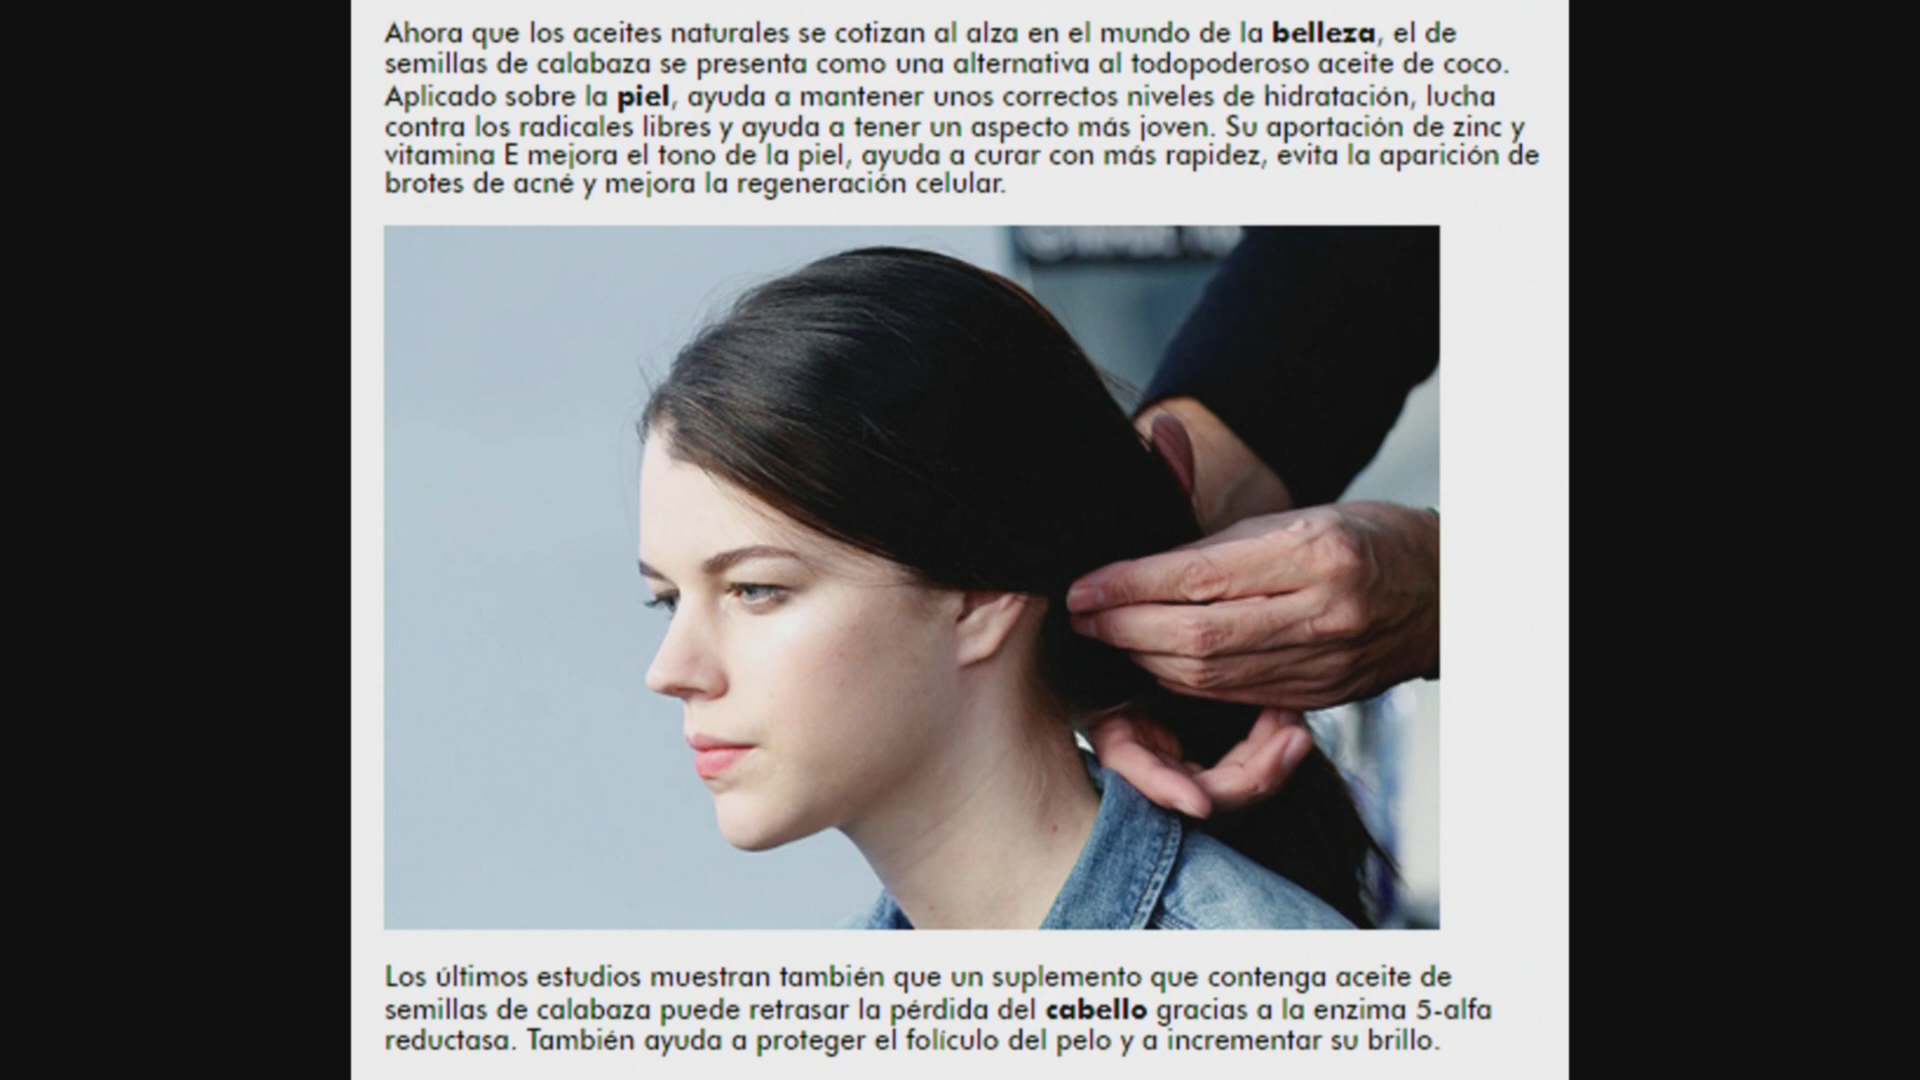 Ahora que los aceites naturales se cotizan al alza en el mundo de la belleza, el de
semillas de calabaza se presenta como una alternativa al todopoderoso aceite de coco.
Aplicado sobre la piel, ayuda a mantener unos correctos niveles de hidratación, lucha
contra los radicales libres y ayuda a tener un aspecto más joven. Su aportación de zinc y
vitamina E mejora el tono de la piel, ayuda a curar con más rapidez, evita la aparición de
brotes de acné y mejora la regeneración celular.
Los últimos estudios muestran también que un suplemento que contenga aceite de
semillas de calabaza puede retrasar la pérdida del cabello gracias a la enzima 5-alfa
reductasa. También ayuda a proteger el folículo del pelo y a incrementar su brillo.